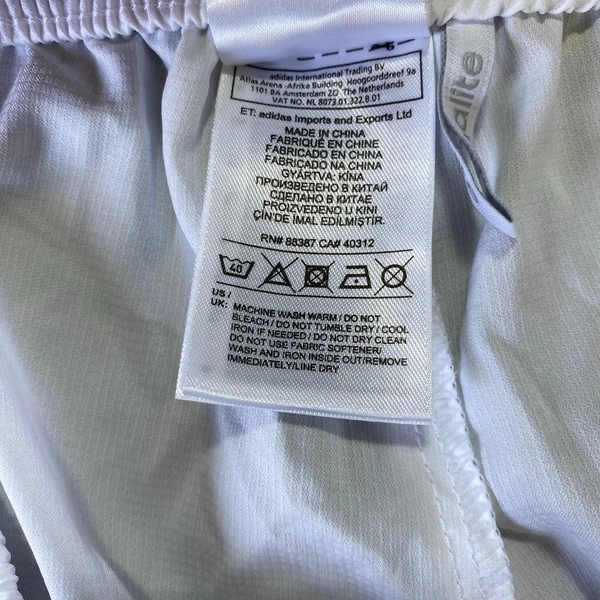 adidas International Trading BV
Atlas Arena -Afrika Building Hoogoorddreef 9a
1101 BA Amsterdam ZO The Netherlands
VAT NO. NL 8073.01.322.B.01
ET: adidas Imports and Exports Ltd
MADE IN CHINA
FABRIQUÉ EN CHINE
FABRICADO EN CHINA
FABRICADO NA CHINA
GYÁRTVA: KÍNA
ПРОИЗВЕДЕНО В КИТАЙ
СДЕЛАНО В КИТАЕ
PROIZVEDENO U KINI
ÇİN'DE İMAL EDİLMİŞTİR.
RN# 88387 CA# 40312
40
US /
UK: MACHINE WASH WARM / DO NOT
BLEACH / DO NOT TUMBLE DRY / COOL
IRON IF NEEDED / DO NOT DRY CLEAN
DO NOT USE FABRIC SOFTENER/
WASH AND IRON INSIDE OUT/REMOVE
IMMEDIATELY/LINE DRY